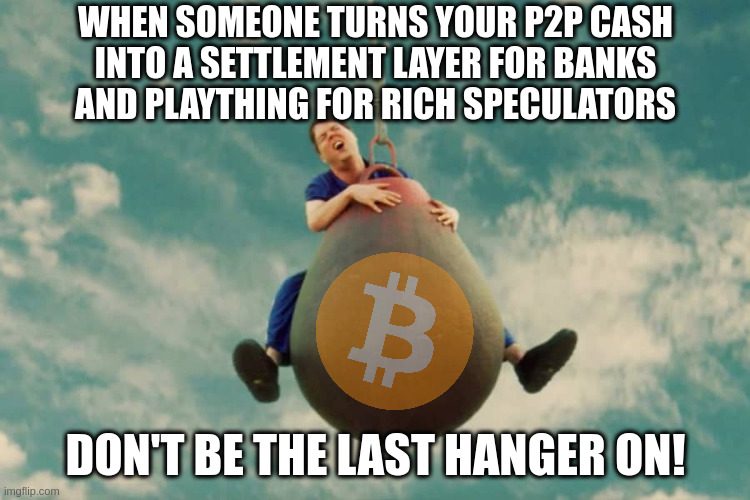 WHEN SOMEONE TURNS YOUR P2P CASH
INTO A SETTLEMENT LAYER FOR BANKS
AND PLAYTHING FOR RICH SPECULATORS
DON'T BE THE LAST HANGER ON!
imgflip.com